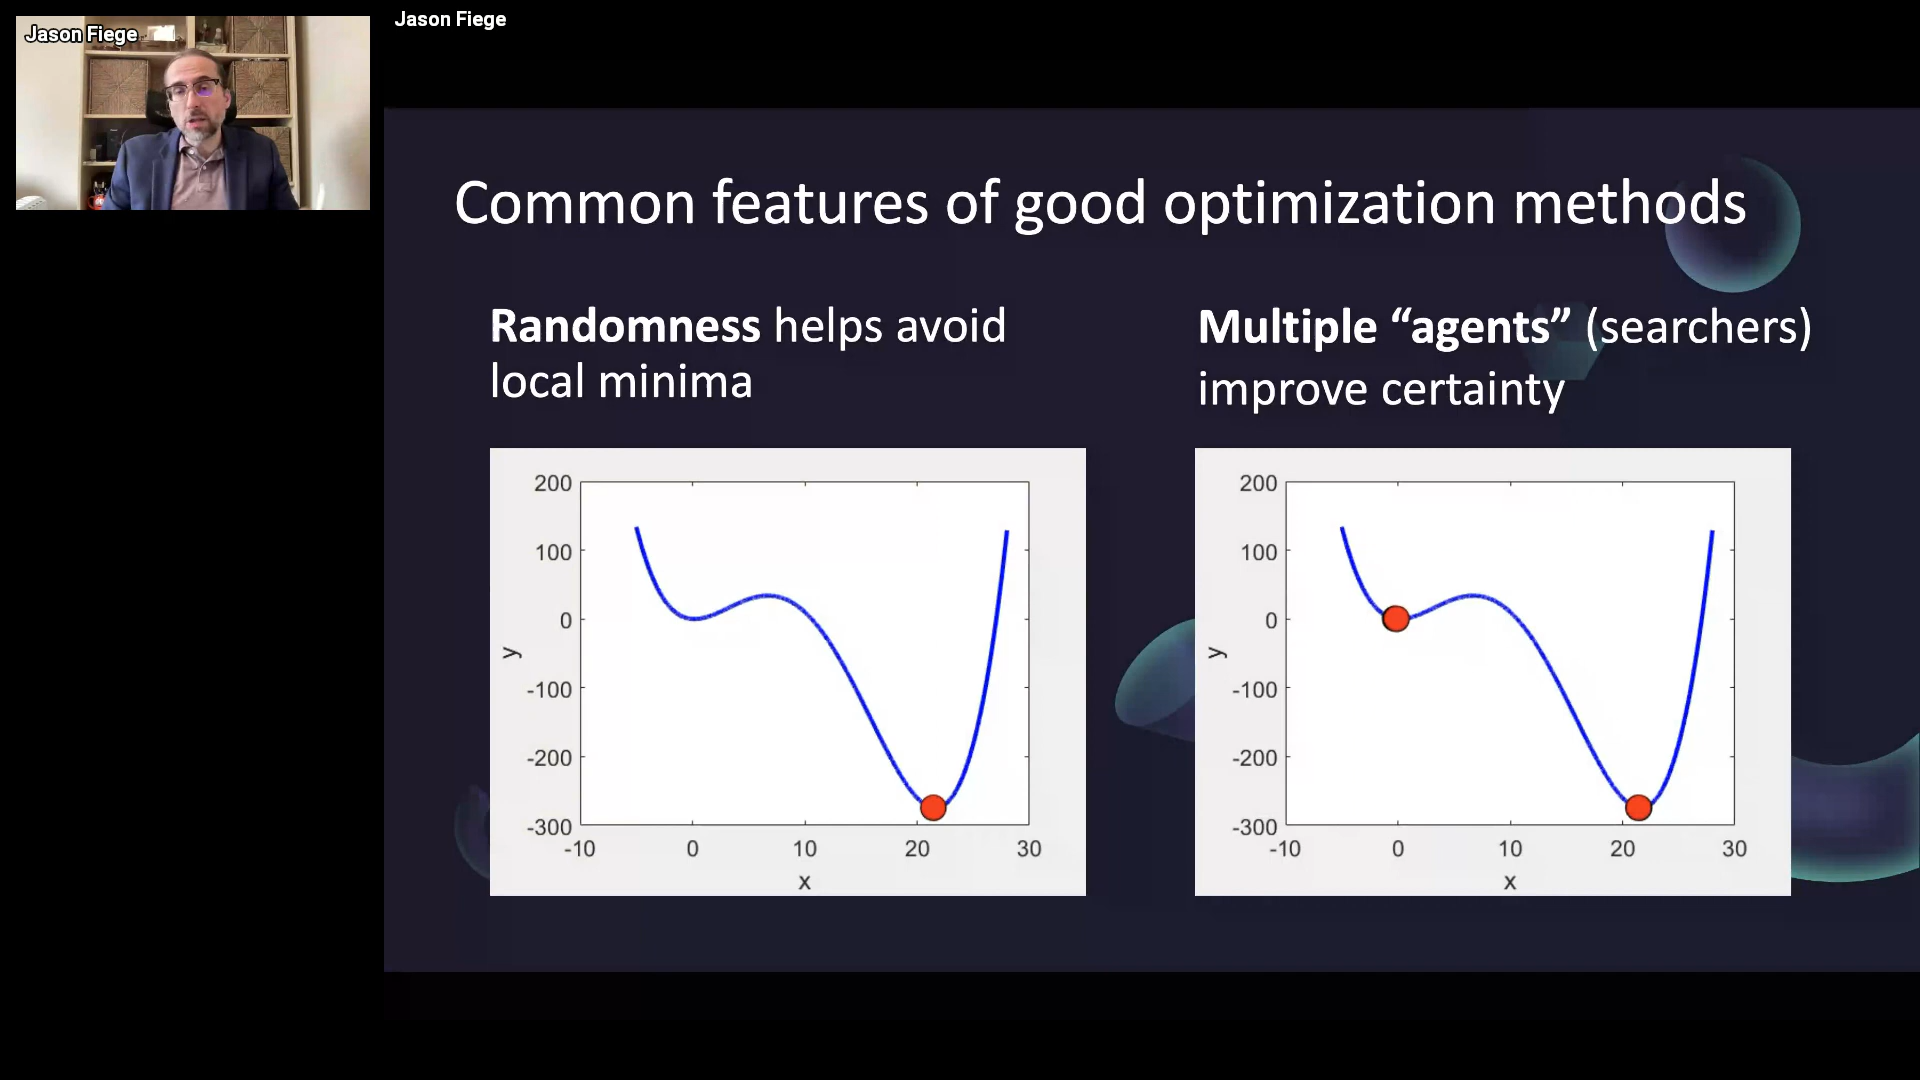 Jason Fiege
Jason Fiege
Common features of good optimization methods
Randomness helps avoid
local minima
Multiple “agents” (searchers)
improve certainty
200
100
0
-100
-200
-300
y
-10 0 10 20 30
x
200
100
0
-100
-200
-300
y
-10 0 10 20 30
x